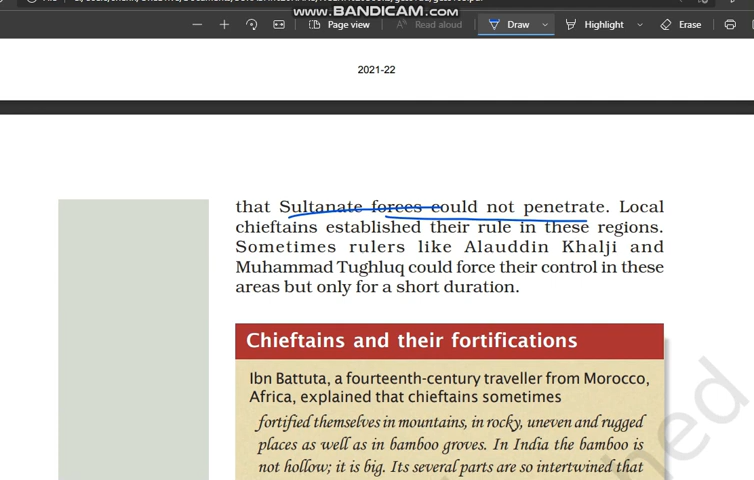 www.BANDICAM.com
Page view
Read aloud
Draw
Highlight
Erase
2021-22
that Sultanate forces could not penetrate. Local
chieftains established their rule in these regions.
Sometimes rulers like Alauddin Khalji and
Muhammad Tughluq could force their control in these
areas but only for a short duration.
Chieftains and their fortifications
Ibn Battuta, a fourteenth-century traveller from Morocco,
Africa, explained that chieftains sometimes
fortified themselves in mountains, in rocky, uneven and rugged
places as well as in bamboo groves. In India the bamboo is
not hollow; it is big. Its several parts are so intertwined that